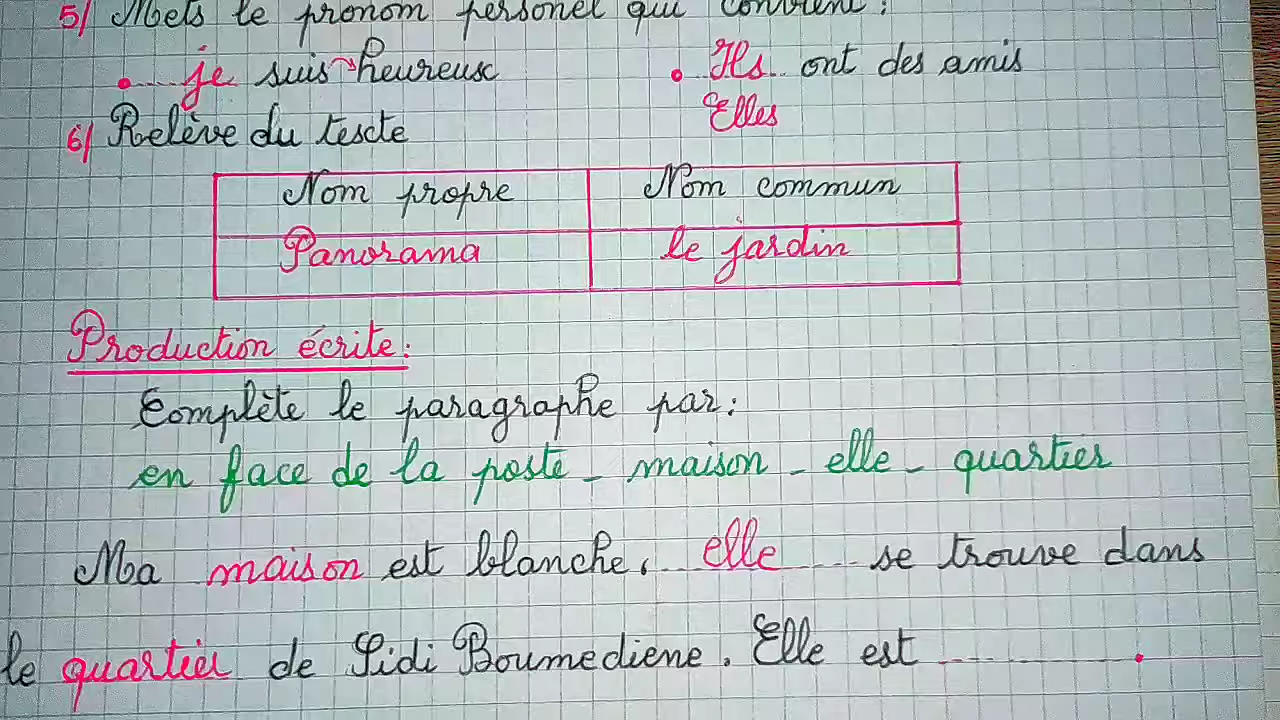 5/ Mets le pronom personel qui convient :
. je suis heureuse . Ils ont des amis
Elles
6/ Relève du texte
Nom propre Nom commun
Panorama le jardin
Production écrite :
Complète le paragraphe par :
en face de la poste - maison - elle - quartier
Ma maison est blanche, elle se trouve dans
le quartier de Sidi Boumediene. Elle est .............